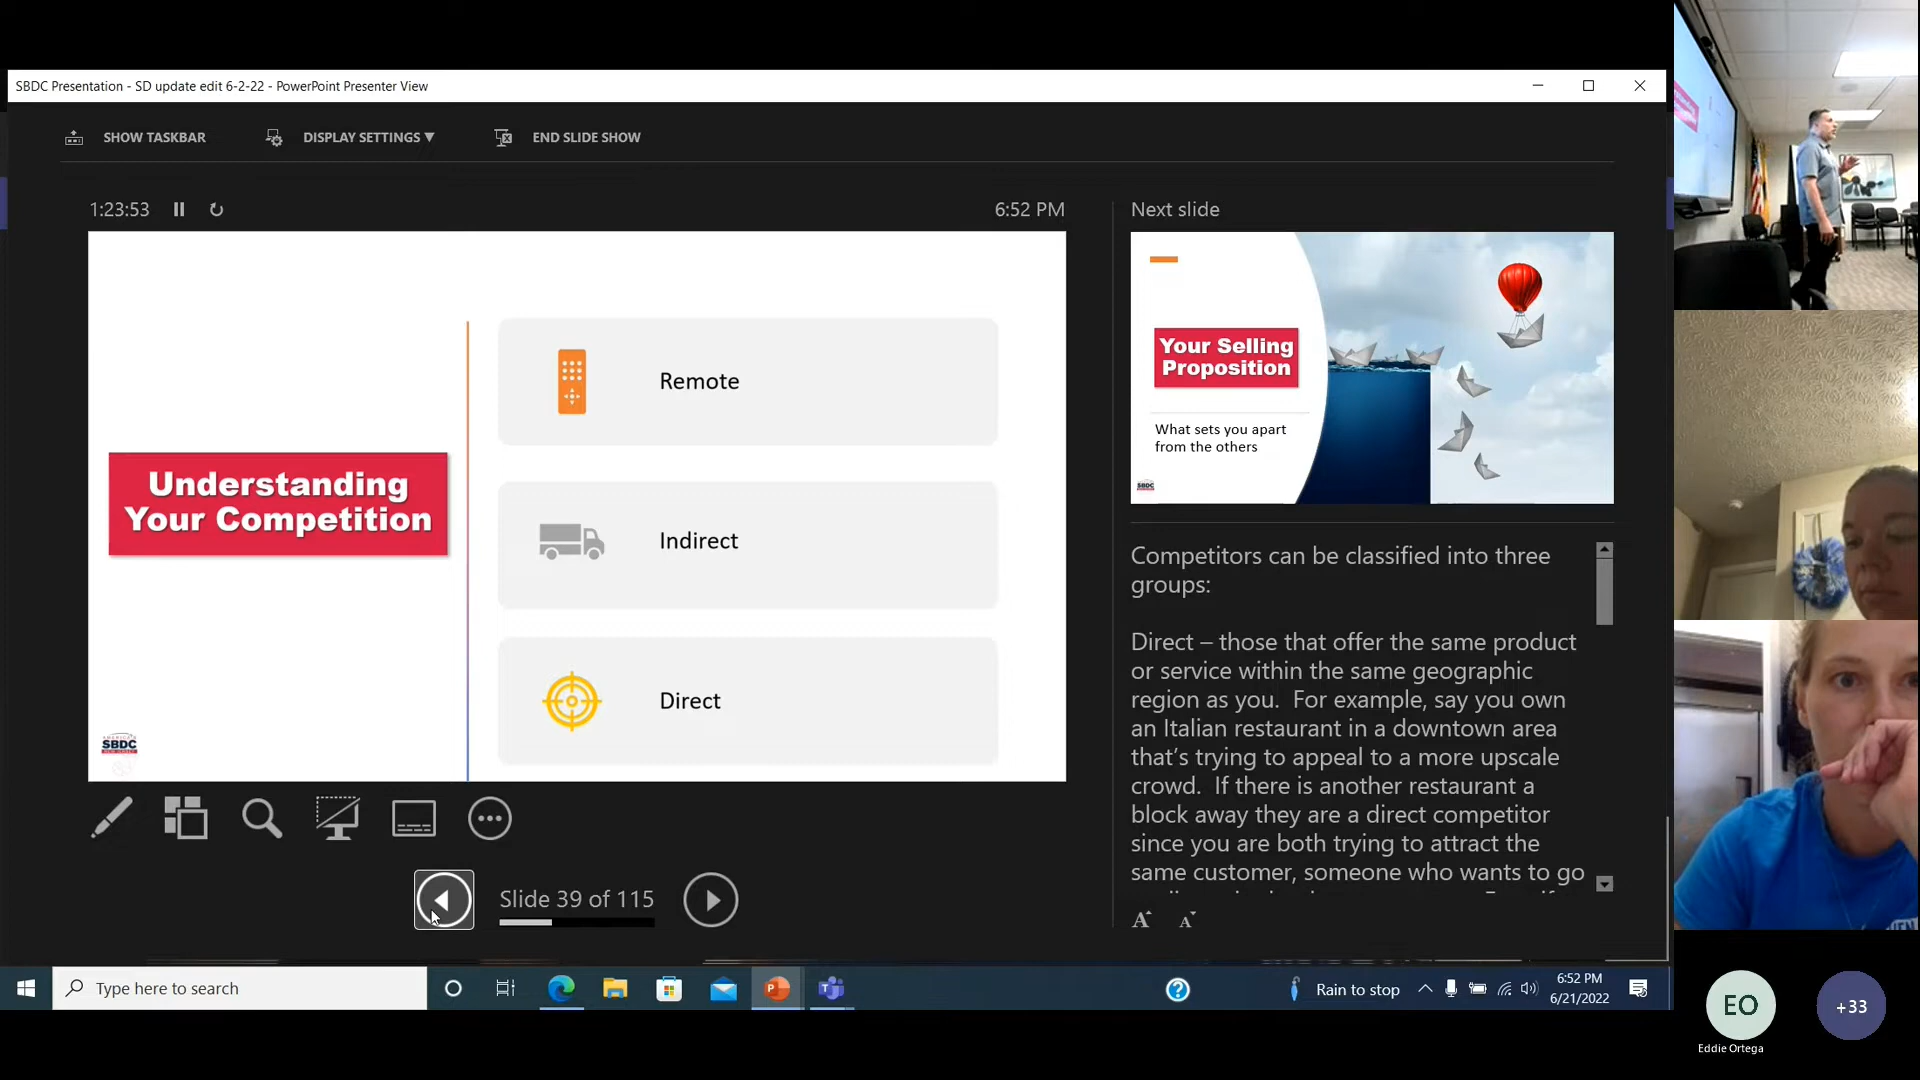 SBDC Presentation - SD update edit 6-2-22 - PowerPoint Presenter View
SHOW TASKBAR
DISPLAY SETTINGS ▼
END SLIDE SHOW
1:23:53
6:52 PM
Understanding
Your Competition
Remote
Indirect
Direct
AMERICA'S
SBDC
NEW JERSEY
Slide 39 of 115
Next slide
Your Selling
Proposition
What sets you apart
from the others
SBDC
Competitors can be classified into three
groups:
Direct – those that offer the same product
or service within the same geographic
region as you. For example, say you own
an Italian restaurant in a downtown area
that's trying to appeal to a more upscale
crowd. If there is another restaurant a
block away they are a direct competitor
since you are both trying to attract the
same customer, someone who wants to go
A A
Type here to search
Rain to stop
6:52 PM
6/21/2022
EO
Eddie Ortega
+33